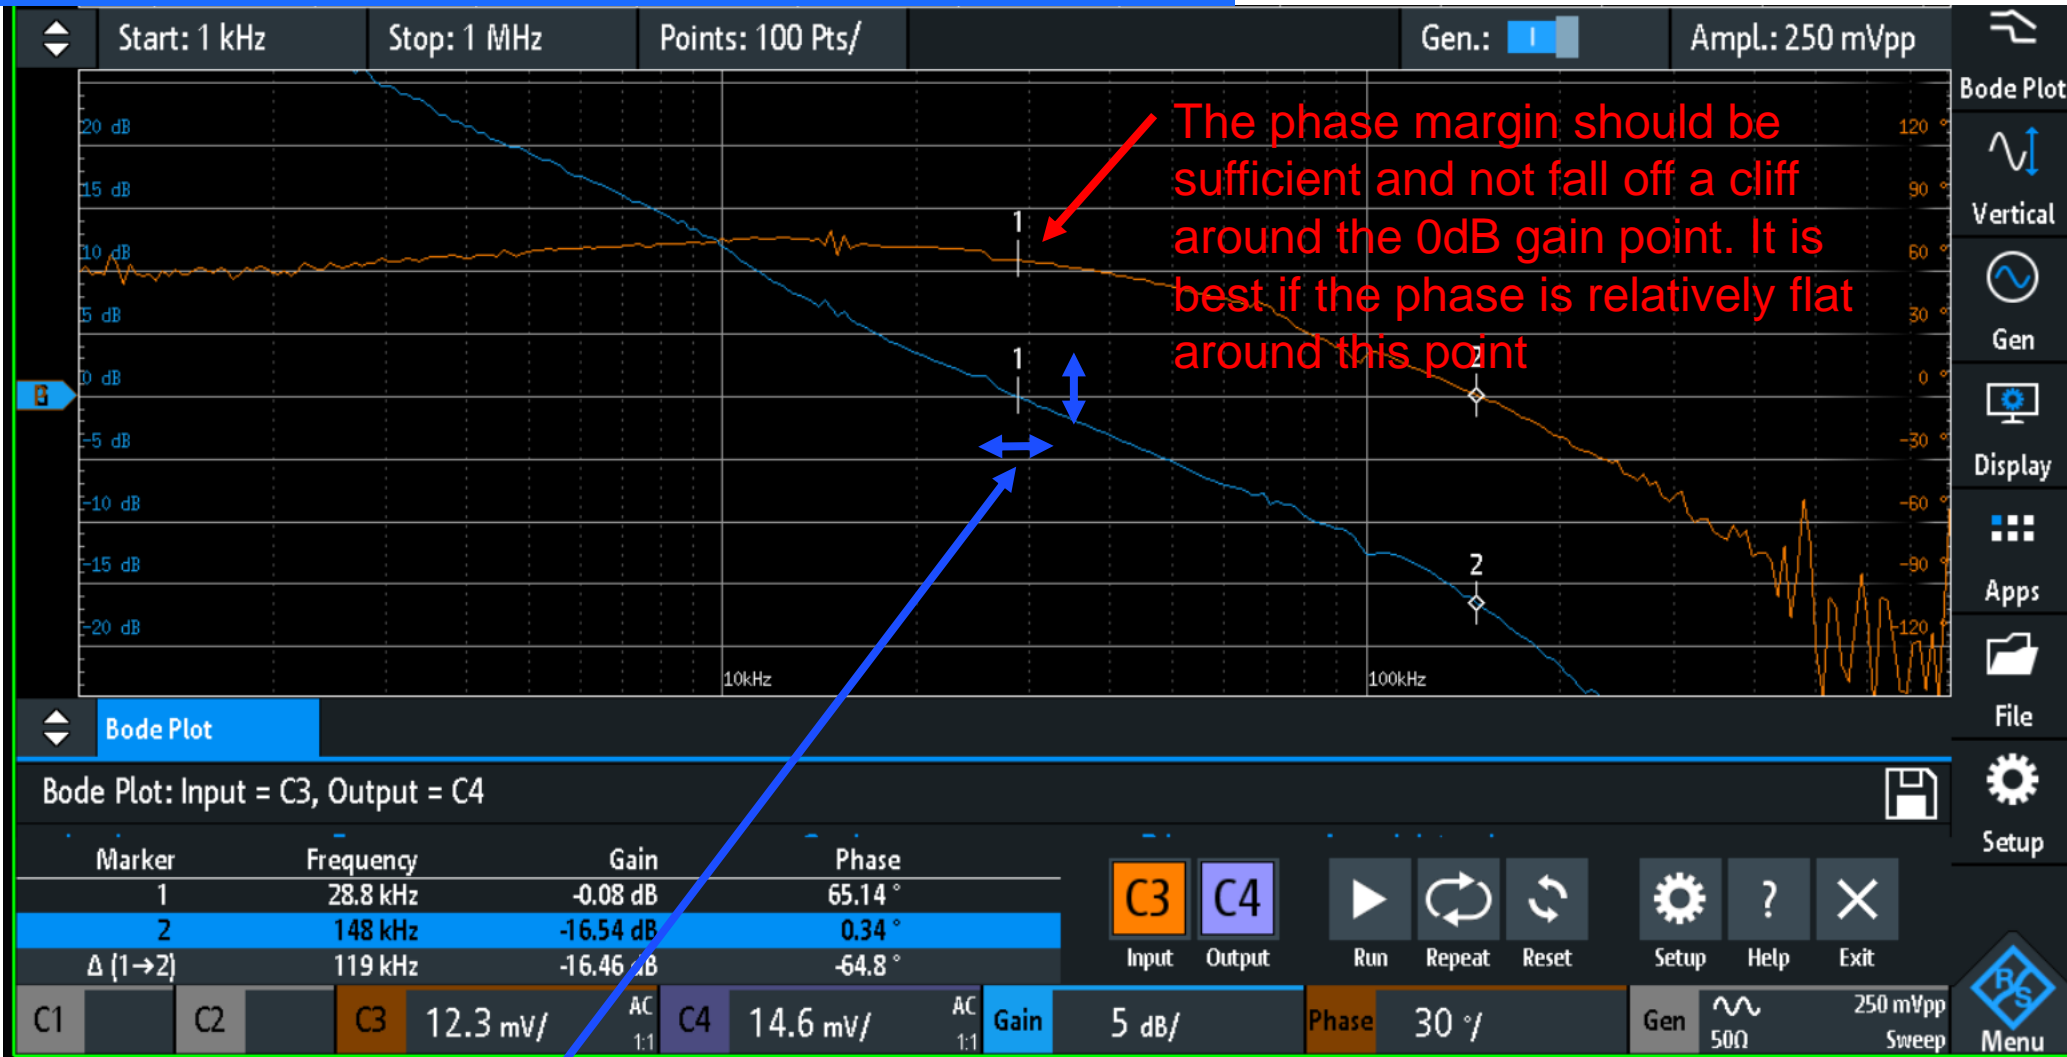 Start: 1 kHz
Stop: 1 MHz
Points: 100 Pts/
Gen.:
Ampl.: 250 mVpp
Bode Plot
Vertical
Gen
Display
Apps
File
Setup
Menu
20 dB
15 dB
10 dB
5 dB
0 dB
-5 dB
-10 dB
-15 dB
-20 dB
120 °
90 °
60 °
30 °
0 °
-30 °
-60 °
-90 °
-120 °
The phase margin should be
sufficient and not fall off a cliff
around the 0dB gain point. It is
best if the phase is relatively flat
around this point
1
1
2
2
10kHz
100kHz
Bode Plot
Bode Plot: Input = C3, Output = C4
Marker Frequency Gain Phase
1 28.8 kHz -0.08 dB 65.14 °
2 148 kHz -16.54 dB 0.34 °
Δ (1→2) 119 kHz -16.46 dB -64.8 °
C3 C4
Input Output Run Repeat Reset Setup Help Exit
?
R&S
C1
C2
C3 12.3 mV/ AC 1:1
C4 14.6 mV/ AC 1:1
Gain 5 dB/
Phase 30 °/
Gen 50Ω 250 mVpp Sweep